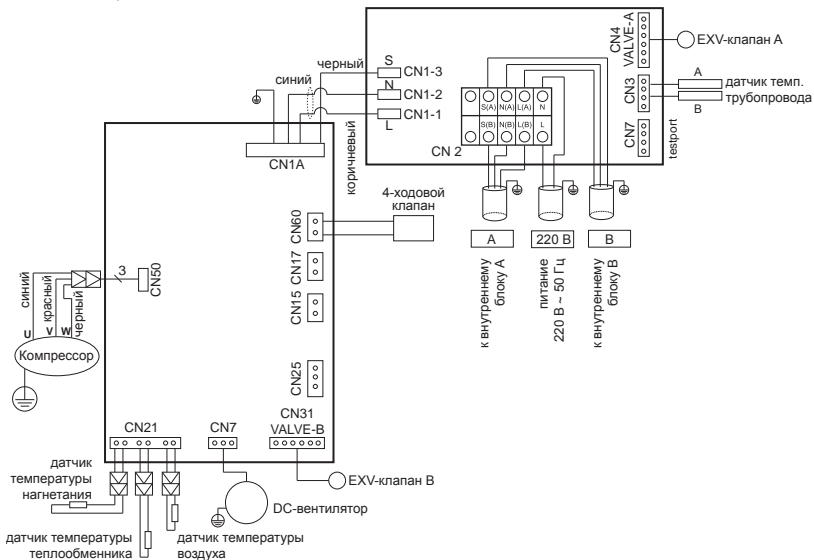 CN4
VALVE-A
EXV-клапан A
S
черный
CN1-3
синий
N
CN1-2
CN1-1
L
S(A)
N(A)
L(A)
N
S(B)
N(B)
L(B)
L
CN 2
CN3
A
датчик темп.
трубопровода
B
CN7
testport
коричневый
CN1A
4-ходовой
клапан
CN60
A
220 В
B
к внутреннему
блоку A
питание
220 В ~ 50 Гц
к внутреннему
блоку B
CN17
CN15
CN25
синий
красный
черный
3
CN50
U
V
W
Компрессор
CN21
CN7
CN31
VALVE-B
датчик
температуры
нагнетания
EXV-клапан B
DC-вентилятор
датчик температуры
теплообменника
датчик температуры
воздуха